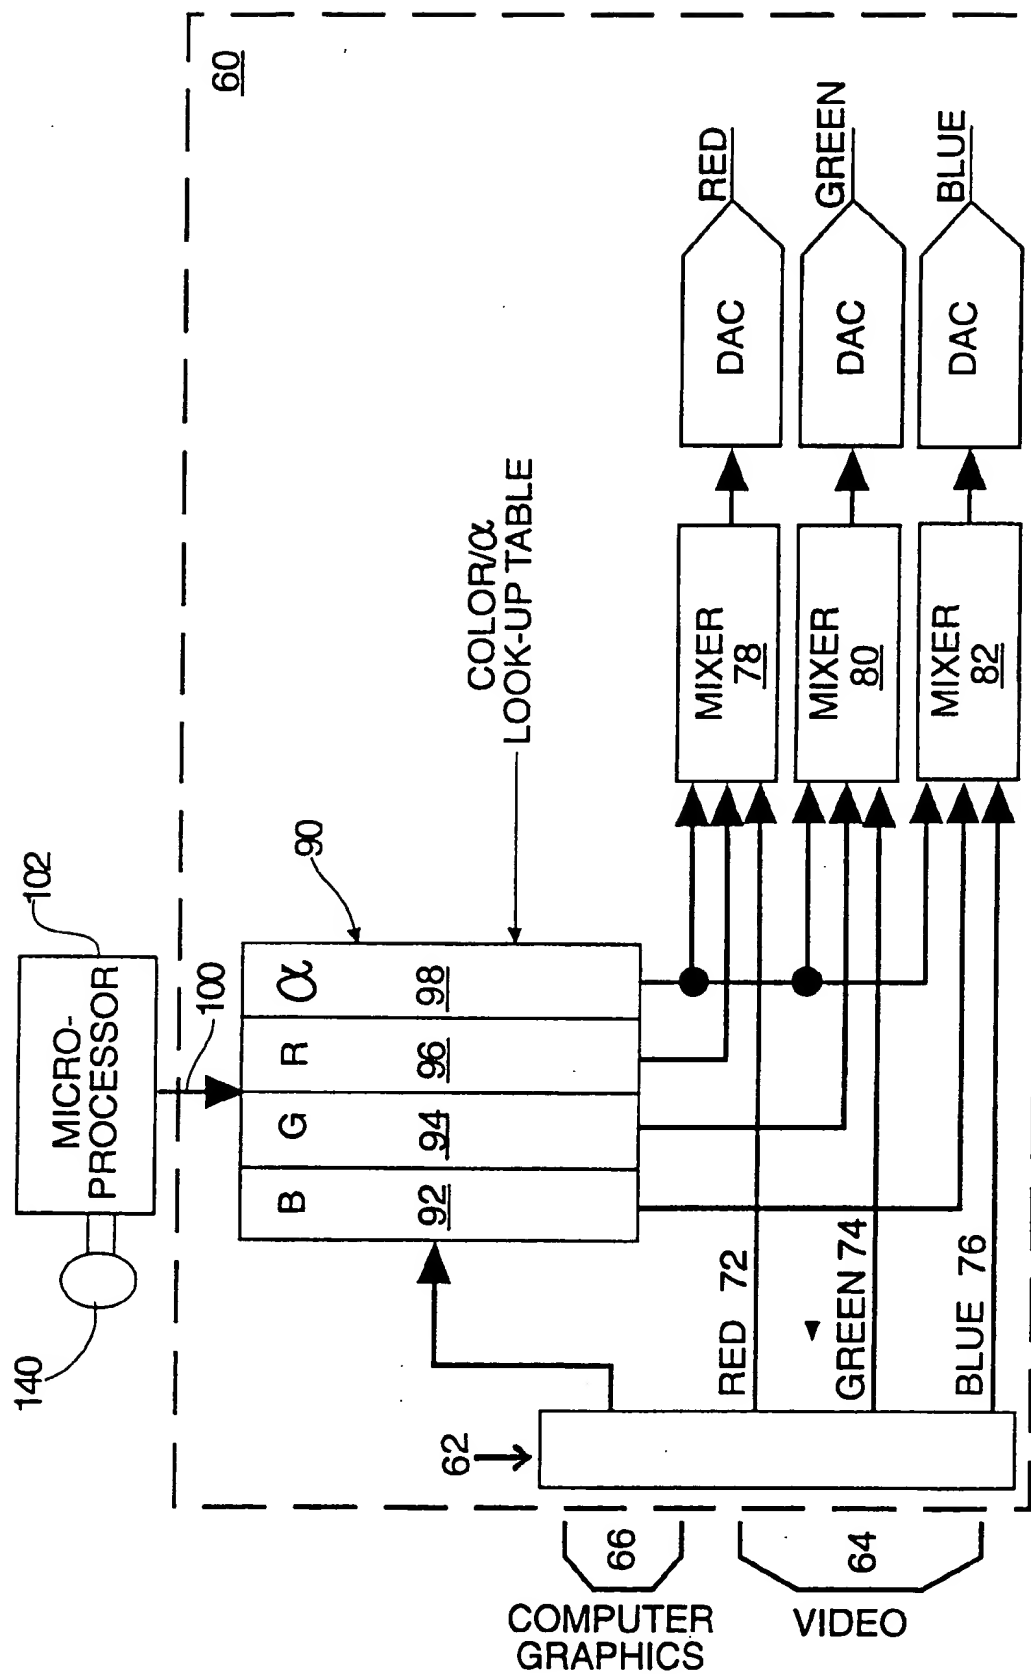 140
MICRO-
PROCESSOR
102
100
60
90
B
G
R
α
92
94
96
98
COLOR/α
LOOK-UP TABLE
62
66
COMPUTER
GRAPHICS
64
VIDEO
RED 72
GREEN 74
BLUE 76
MIXER
78
MIXER
80
MIXER
82
DAC
DAC
DAC
RED
GREEN
BLUE